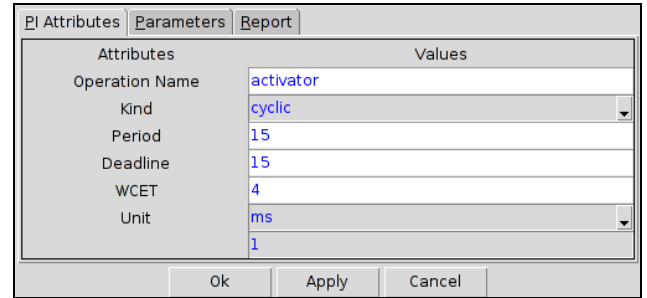 PI Attributes Parameters Report
Attributes Values
Operation Name activator
Kind cyclic
Period 15
Deadline 15
WCET 4
Unit ms
1
Ok Apply Cancel